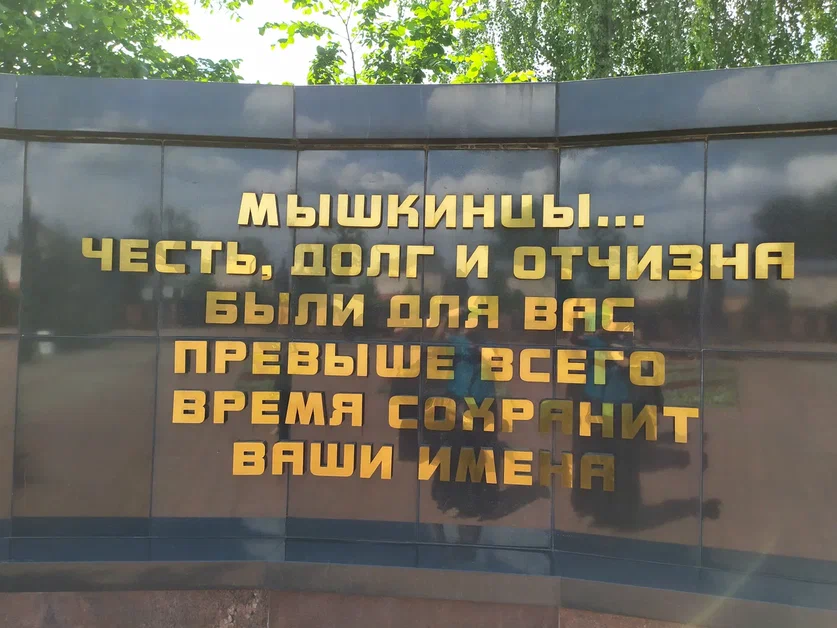 МЫШКИНЦЫ...
ЧЕСТЬ, ДОЛГ И ОТЧИЗНА
БЫЛИ ДЛЯ ВАС
ПРЕВЫШЕ ВСЕГО
ВРЕМЯ СОХРАНИТ
ВАШИ ИМЕНА